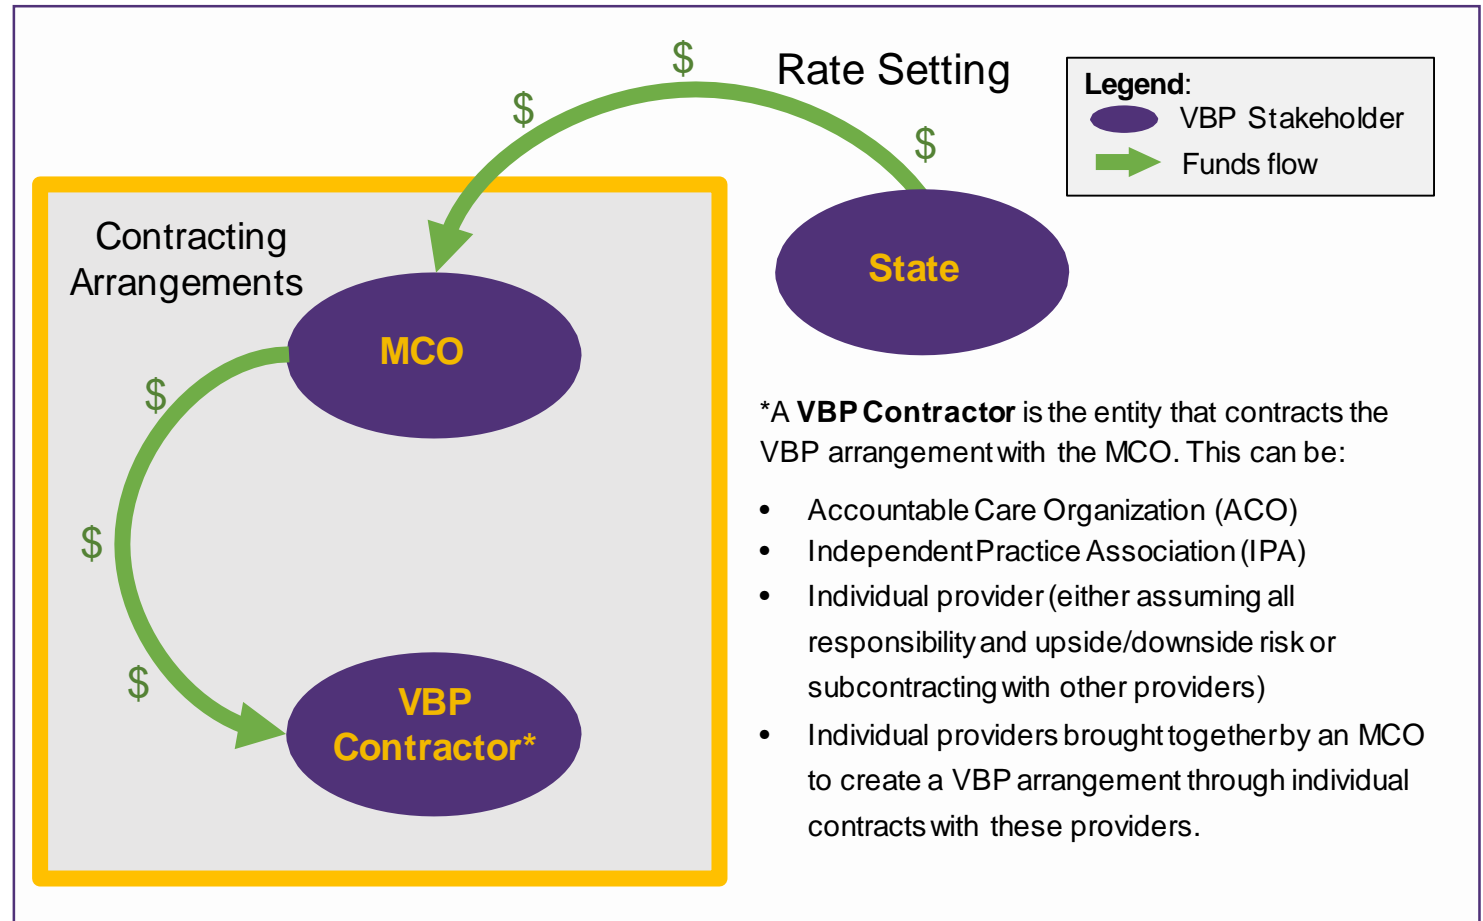 $
Rate Setting
$
$
Legend:
VBP Stakeholder
Funds flow
Contracting
Arrangements
State
MCO
$
$
$
VBP
Contractor*
*A VBP Contractor is the entity that contracts the
VBP arrangement with the MCO. This can be:
• Accountable Care Organization (ACO)
• Independent Practice Association (IPA)
• Individual provider (either assuming all
responsibility and upside/downside risk or
subcontracting with other providers)
• Individual providers brought together by an MCO
to create a VBP arrangement through individual
contracts with these providers.